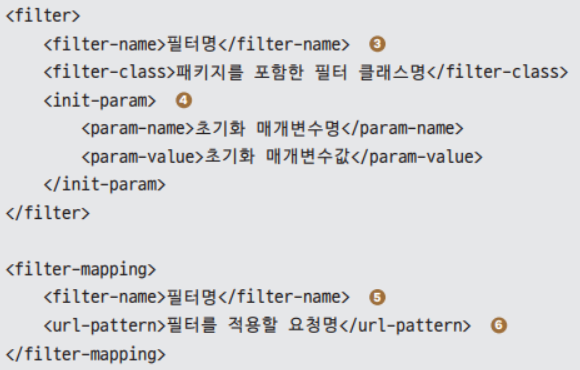 <filter>
<filter-name>필터명</filter-name> ❸
<filter-class>패키지를 포함한 필터 클래스명</filter-class>
<init-param> ❹
<param-name>초기화 매개변수명</param-name>
<param-value>초기화 매개변수값</param-value>
</init-param>
</filter>
<filter-mapping>
<filter-name>필터명</filter-name> ❺
<url-pattern>필터를 적용할 요청명</url-pattern> ❻
</filter-mapping>